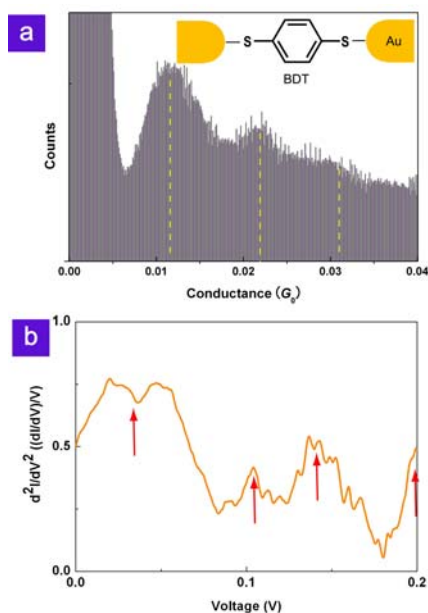 a
S
S
Au
BDT
Counts
0.00 0.01 0.02 0.03 0.04
Conductance (G₀)
b
1.0
0.5
0.0
d²I/dV² ((dI/dV)/V)
0.0 0.1 0.2
Voltage (V)